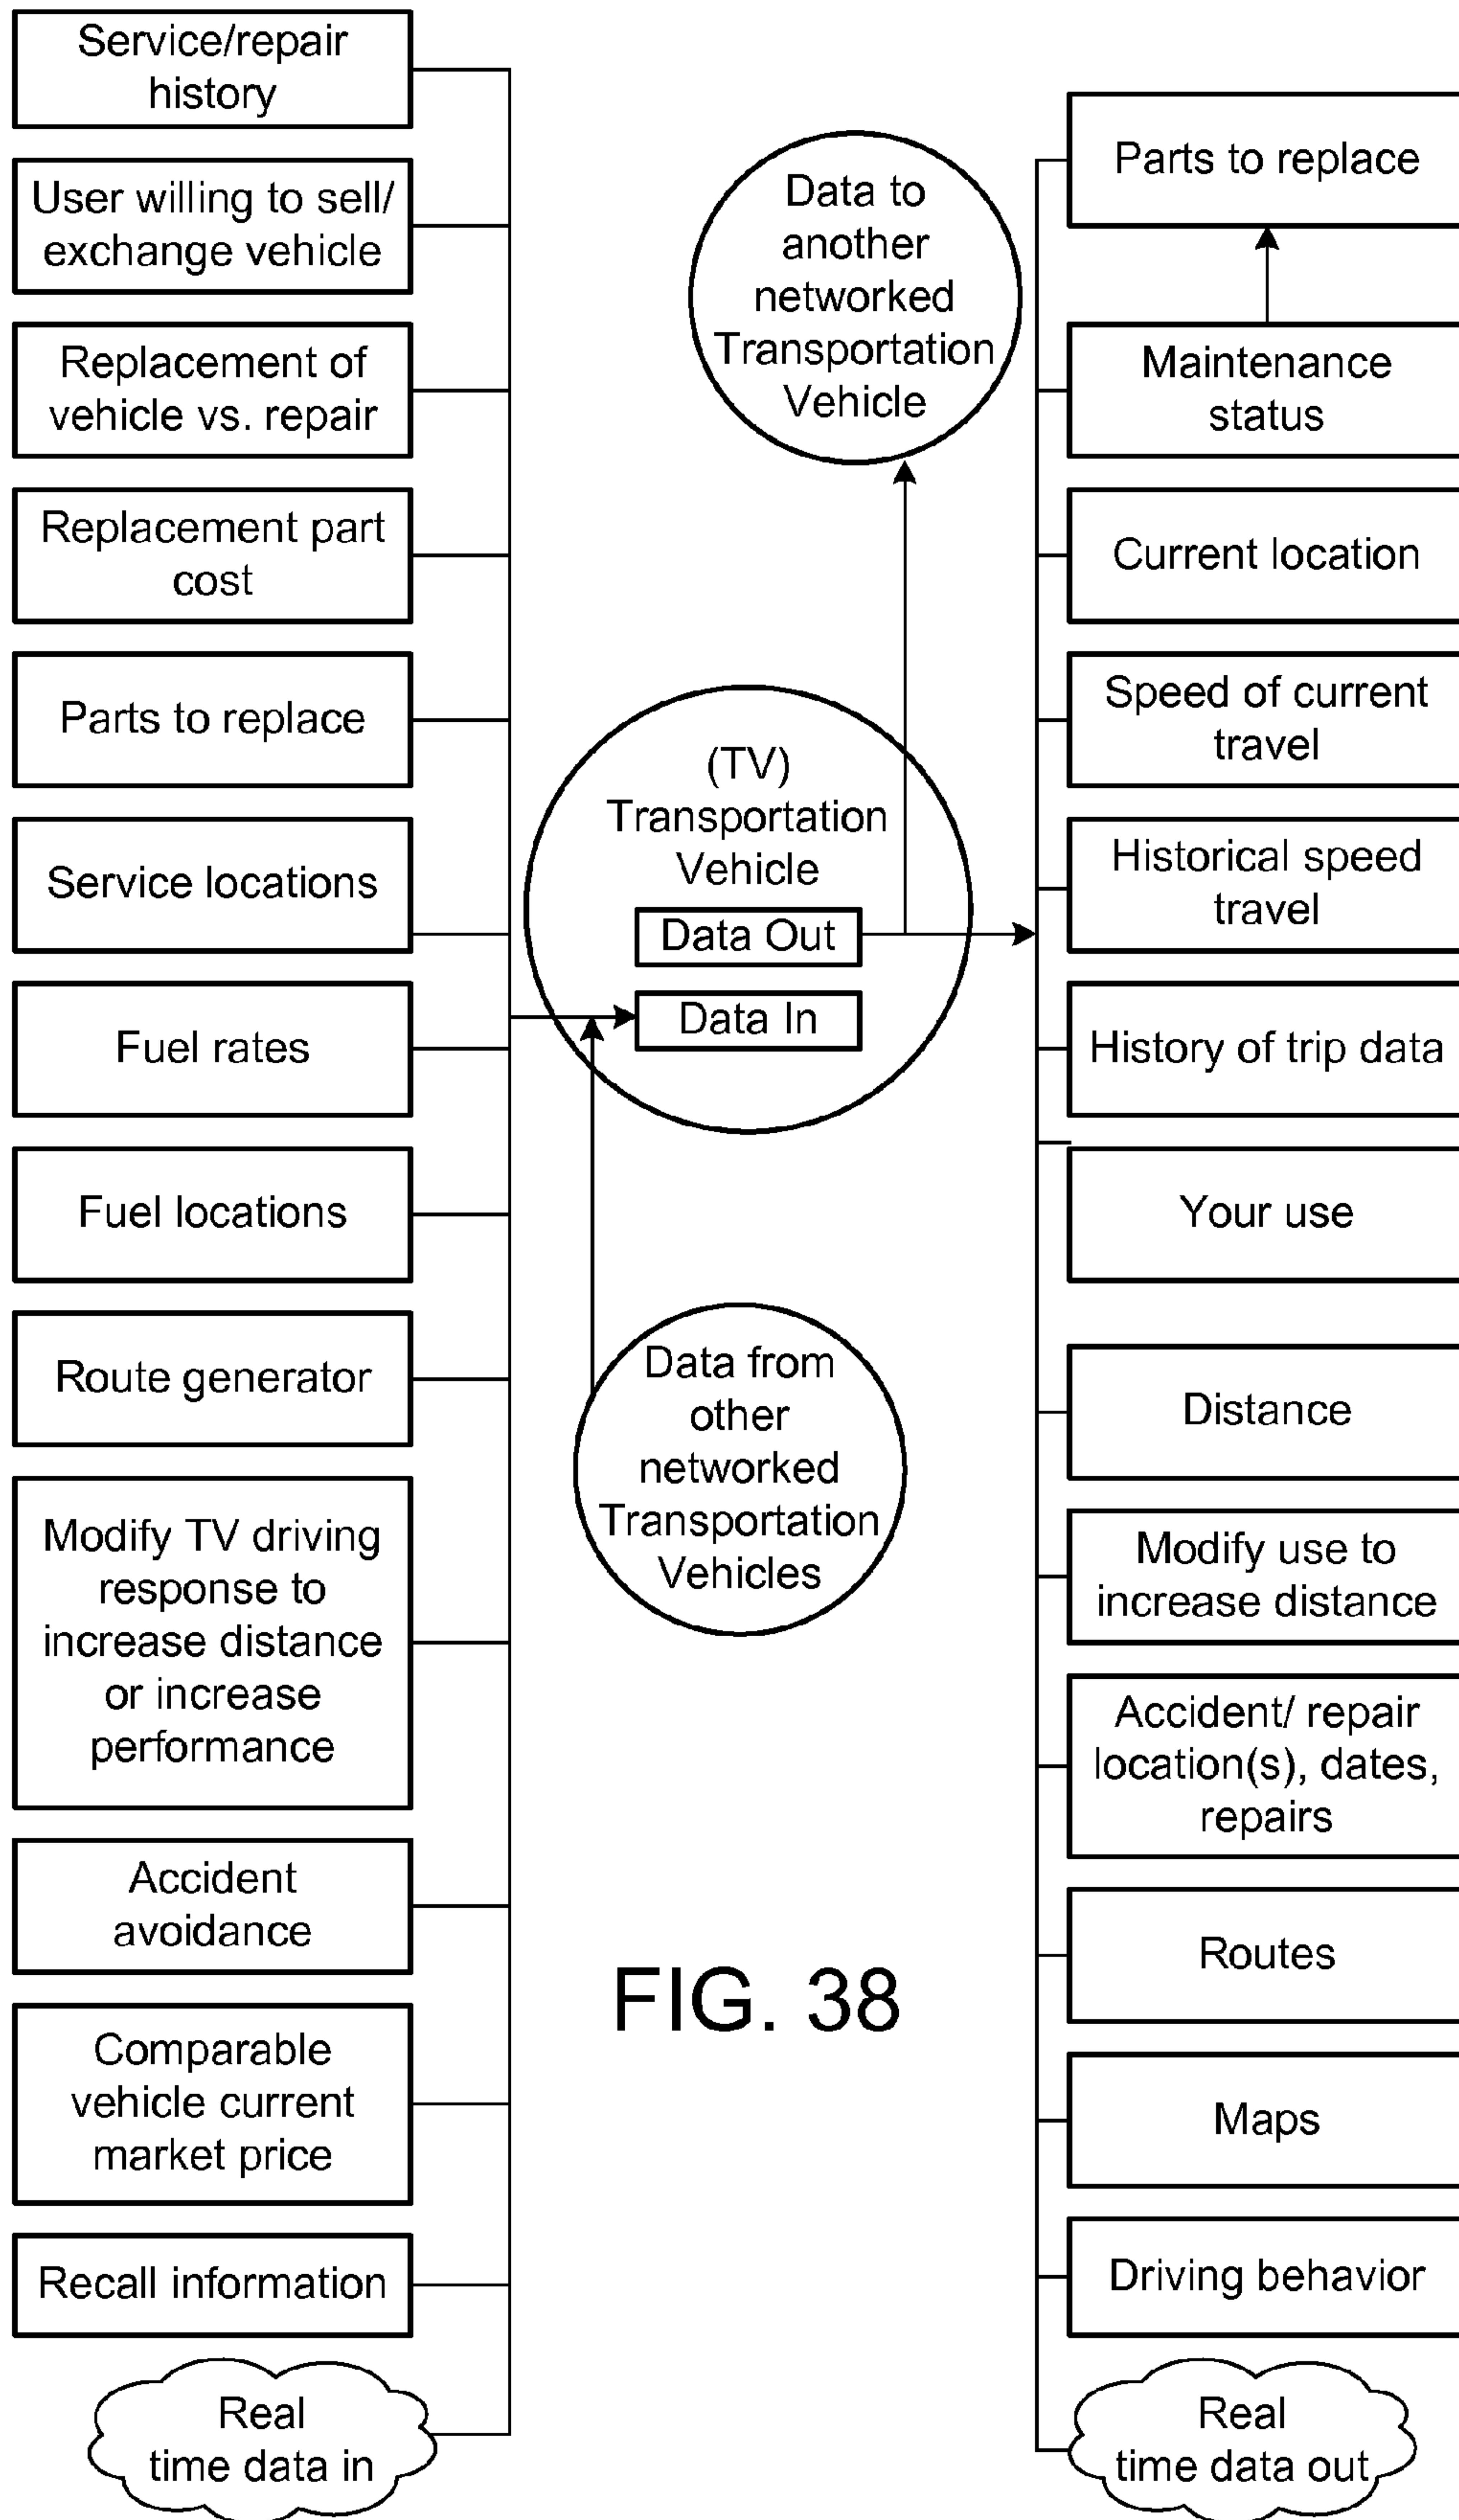 Service/repair
history
User willing to sell/
exchange vehicle
Replacement of
vehicle vs. repair
Replacement part
cost
Parts to replace
Service locations
Fuel rates
Fuel locations
Route generator
Modify TV driving
response to
increase distance
or increase
performance
Accident
avoidance
Comparable
vehicle current
market price
Recall information
Real
time data in
Data to
another
networked
Transportation
Vehicle
(TV)
Transportation
Vehicle
Data Out
Data In
Data from
other
networked
Transportation
Vehicles
FIG. 38
Parts to replace
Maintenance
status
Current location
Speed of current
travel
Historical speed
travel
History of trip data
Your use
Distance
Modify use to
increase distance
Accident/ repair
location(s), dates,
repairs
Routes
Maps
Driving behavior
Real
time data out